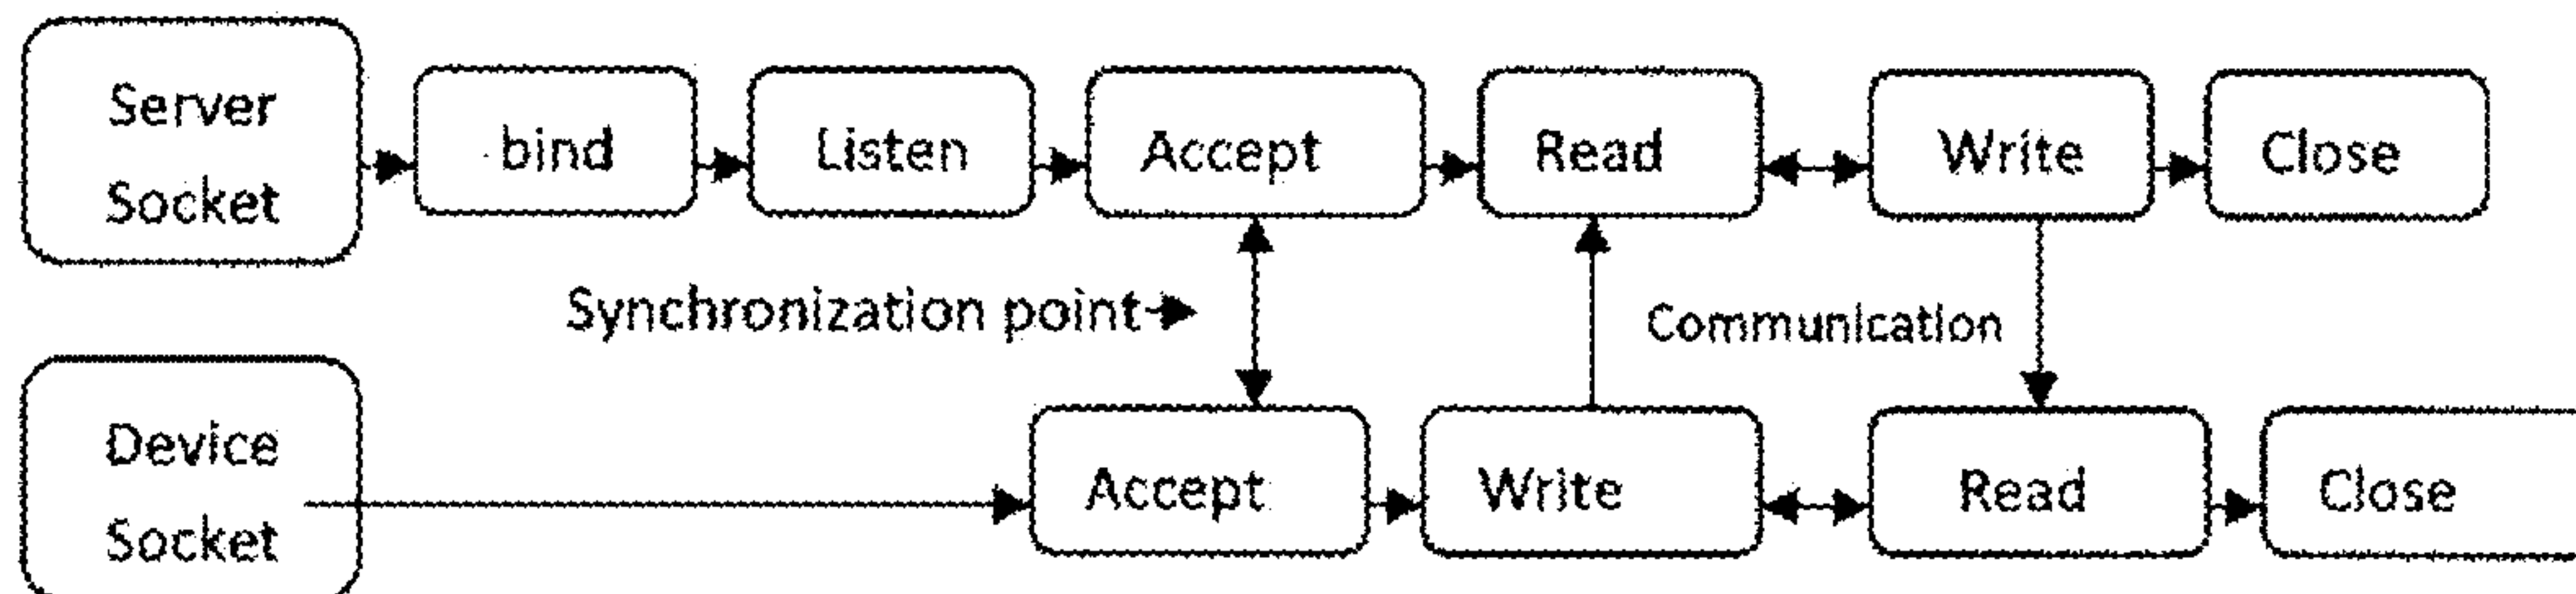 Server
Socket
bind
Listen
Accept
Read
Write
Close
Synchronization point
Communication
Device
Socket
Accept
Write
Read
Close